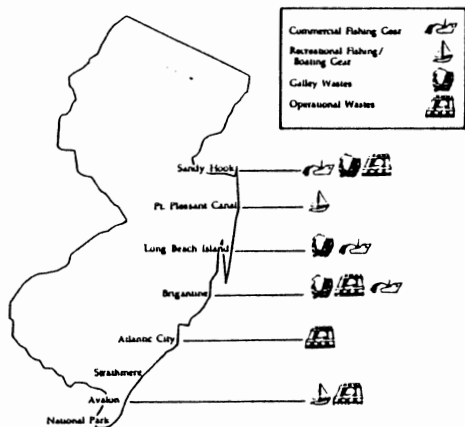 Commercial Fishing Gear
Recreational Fishing/
Boating Gear
Galley Wastes
Operational Wastes
Sandy Hook
Pt. Pleasant Canal
Long Beach Island
Brigantine
Atlantic City
Strathmere
Avalon
National Park